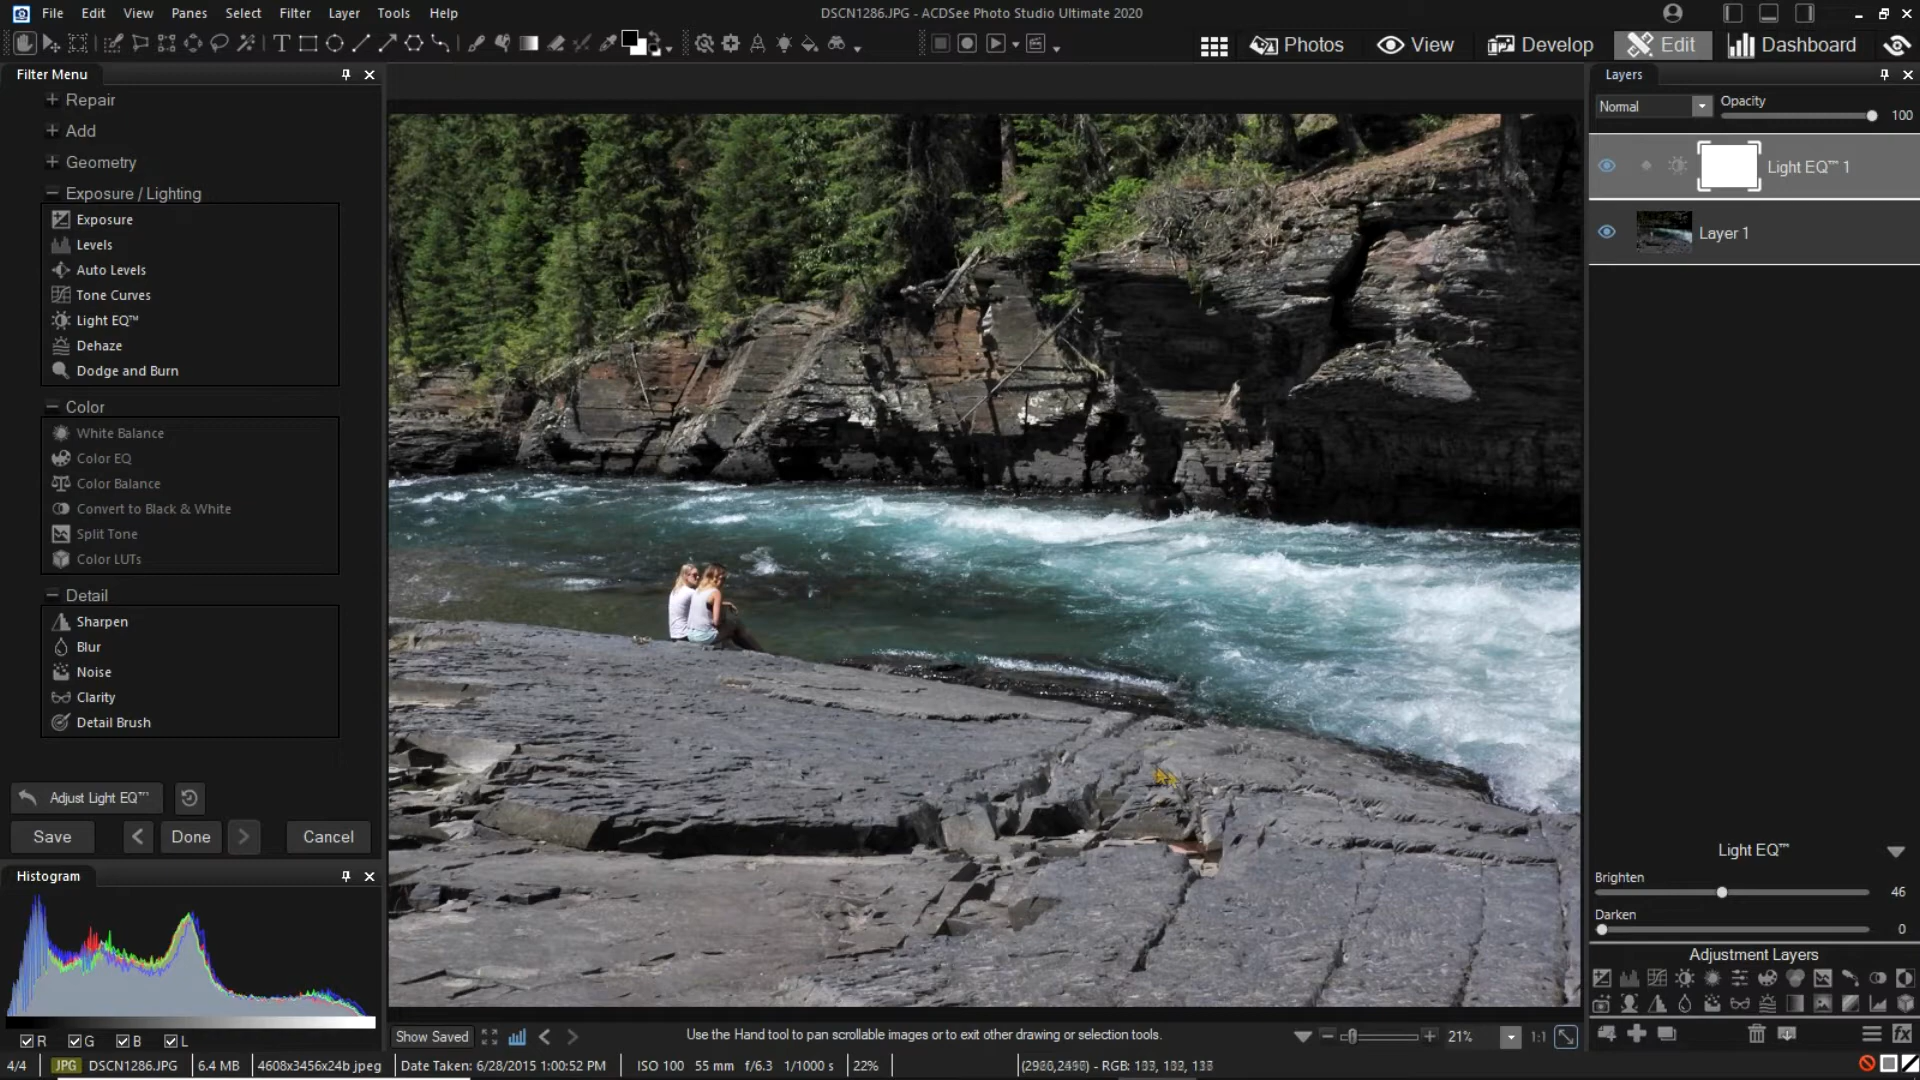 File Edit View Panes Select Filter Layer Tools Help
DSCN1286.JPG - ACDSee Photo Studio Ultimate 2020
Photos View Develop Edit Dashboard
Filter Menu
Repair
Add
Geometry
Exposure / Lighting
Exposure
Levels
Auto Levels
Tone Curves
Light EQ™
Dehaze
Dodge and Burn
Color
White Balance
Color EQ
Color Balance
Convert to Black & White
Split Tone
Color LUTs
Detail
Sharpen
Blur
Noise
Clarity
Detail Brush
Adjust Light EQ™
Save Done Cancel
Histogram
R G B L
Layers
Normal
Opacity
100
Light EQ™ 1
Layer 1
Light EQ™
Brighten
46
Darken
0
Adjustment Layers
Show Saved
Use the Hand tool to pan scrollable images or to exit other drawing or selection tools.
21%
1:1
4/4 JPG DSCN1286.JPG 6.4 MB 4608x3456x24b jpeg Date Taken: 6/28/2015 1:00:52 PM ISO 100 55 mm f/6.3 1/1000 s 22%